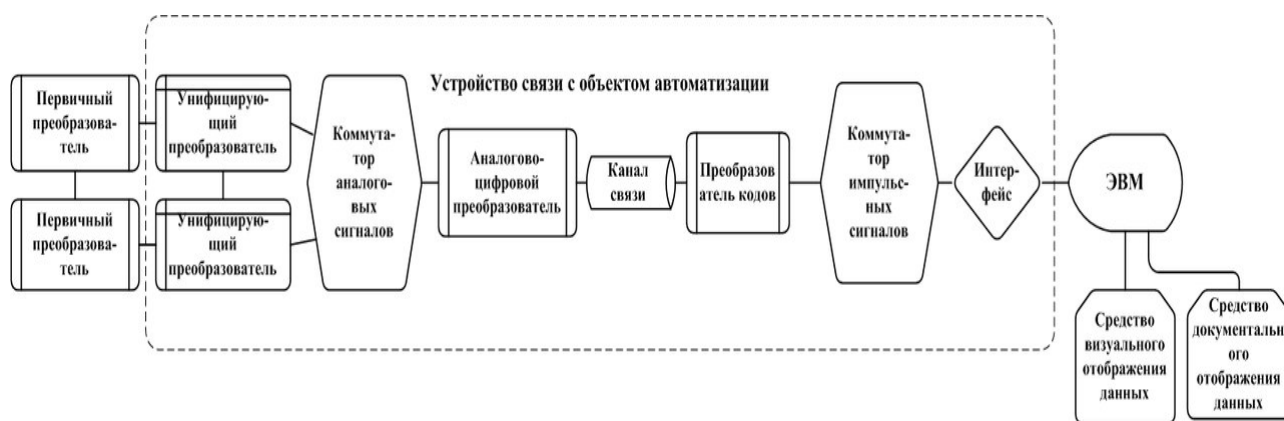 Устройство связи с объектом автоматизации
Первичный
преобразова-
тель
Унифицирую-
щий
преобразователь
Первичный
преобразова-
тель
Унифицирую-
щий
преобразователь
Коммута-
тор
аналого-
вых
сигналов
Аналогово-
цифровой
преобразователь
Канал
связи
Преобразов
атель кодов
Коммута-
тор
импульс-
ных
сигналов
Интер-
фейс
ЭВМ
Средство
визуального
отображения
данных
Средство
документальн
ого
отображения
данных